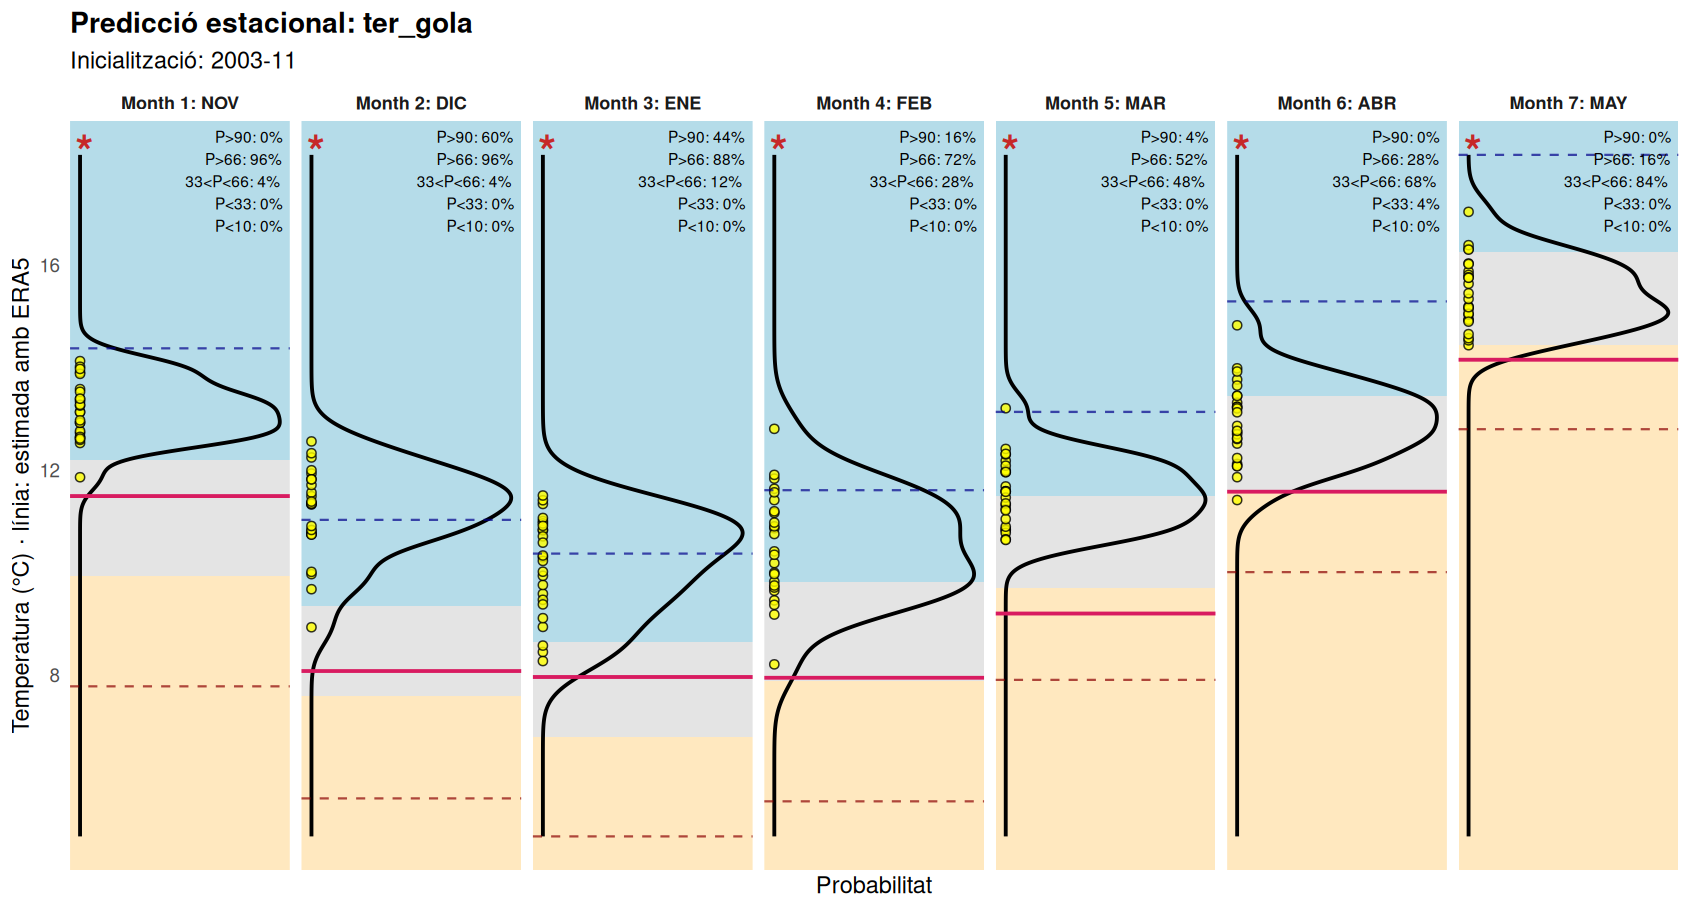 Predicció estacional: ter_gola
Inicialització: 2003-11
Month 1: NOV
Month 2: DIC
Month 3: ENE
Month 4: FEB
Month 5: MAR
Month 6: ABR
Month 7: MAY
*
P>90: 0%
P>66: 96%
33<P<66: 4%
P<33: 0%
P<10: 0%
*
P>90: 60%
P>66: 96%
33<P<66: 4%
P<33: 0%
P<10: 0%
*
P>90: 44%
P>66: 88%
33<P<66: 12%
P<33: 0%
P<10: 0%
*
P>90: 16%
P>66: 72%
33<P<66: 28%
P<33: 0%
P<10: 0%
*
P>90: 4%
P>66: 52%
33<P<66: 48%
P<33: 0%
P<10: 0%
*
P>90: 0%
P>66: 28%
33<P<66: 68%
P<33: 4%
P<10: 0%
*
P>90: 0%
P>66: 16%
33<P<66: 84%
P<33: 0%
P<10: 0%
16
12
8
Temperatura (°C) · línia: estimada amb ERA5
Probabilitat